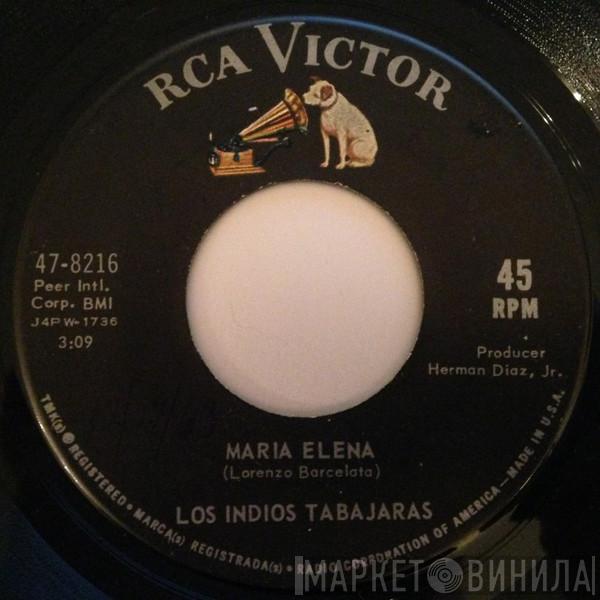 RCA VICTOR
47-8216
Peer Intl.
Corp. BMI
J4PW-1736
3:09
45
RPM
Producer
Herman Diaz, Jr.
MARIA ELENA
(Lorenzo Barcelata)
LOS INDIOS TABAJARAS
TMK(s) ® REGISTERED • MARCA(s) REGISTRADA(s) • RADIO CORPORATION OF AMERICA—MADE IN U.S.A.
МАРКЕТ ВИНИЛА